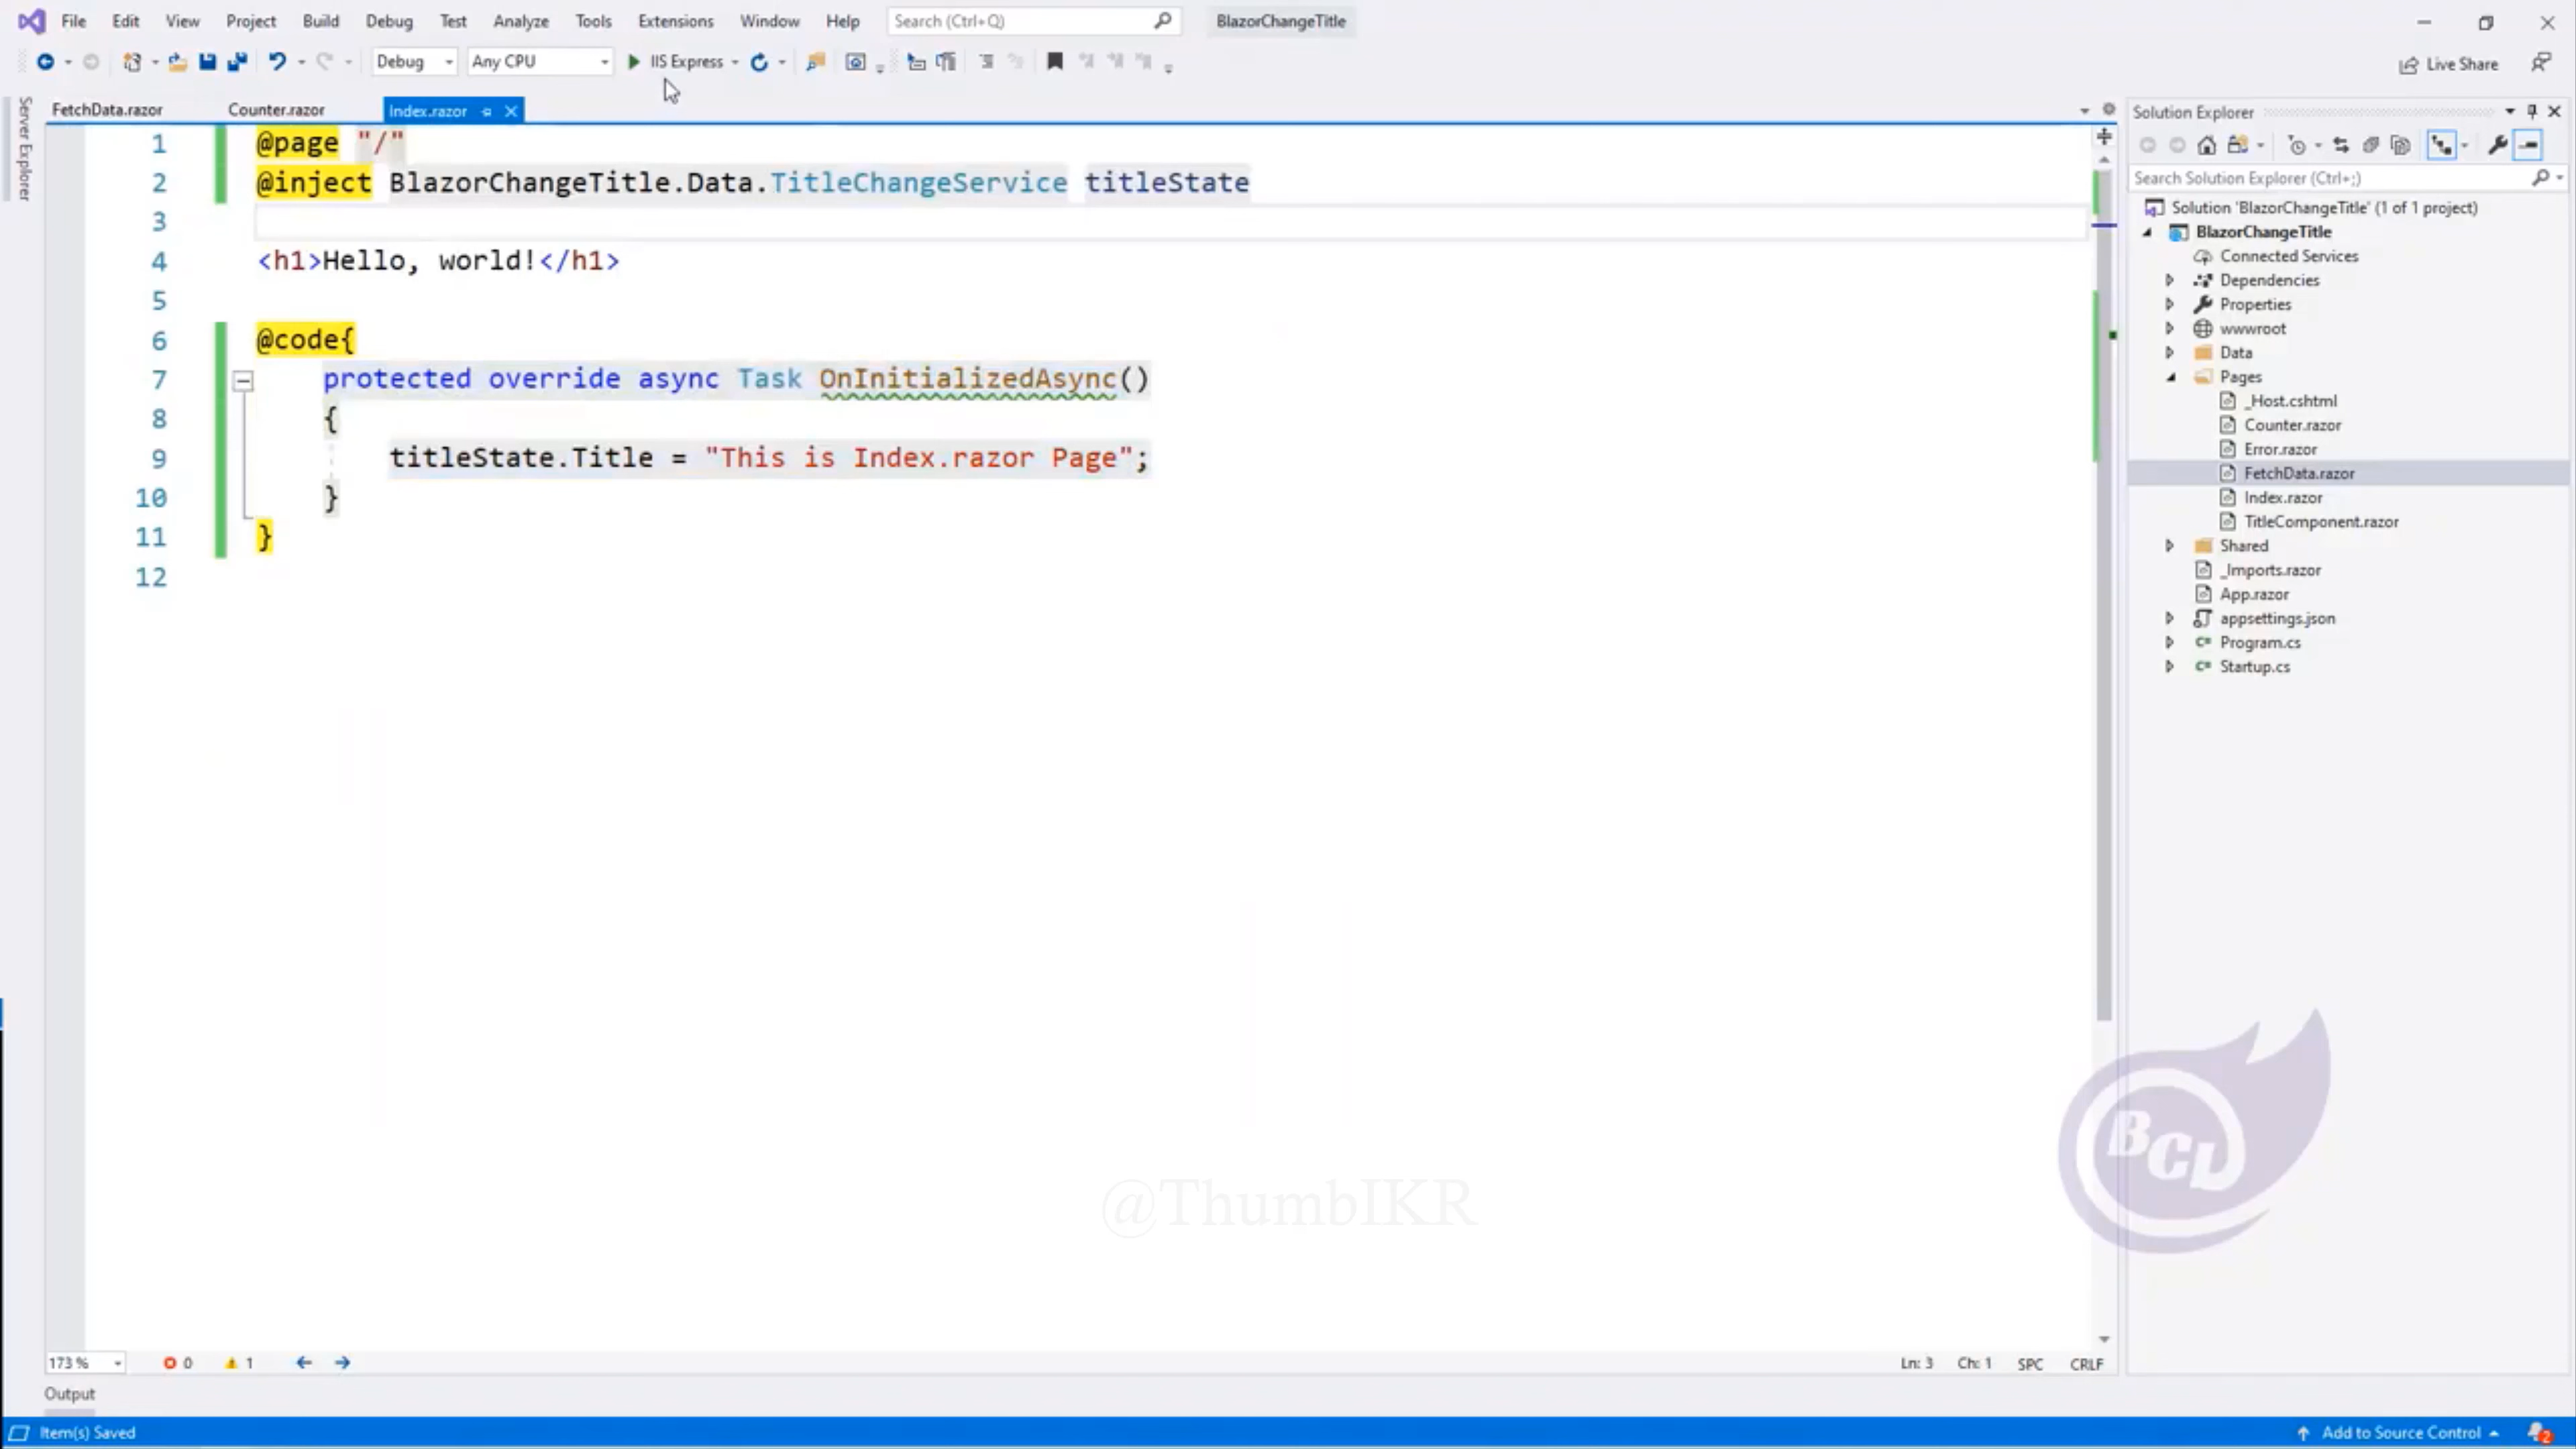 File Edit View Project Build Debug Test Analyze Tools Extensions Window Help Search (Ctrl+Q) BlazorChangeTitle
Debug Any CPU IIS Express Live Share
Server Explorer
FetchData.razor Counter.razor Index.razor
1 @page "/"
2 @inject BlazorChangeTitle.Data.TitleChangeService titleState
3
4 <h1>Hello, world!</h1>
5
6 @code{
7 protected override async Task OnInitializedAsync()
8 {
9 titleState.Title = "This is Index.razor Page";
10 }
11 }
12
Solution Explorer
Search Solution Explorer (Ctrl+;)
Solution 'BlazorChangeTitle' (1 of 1 project)
BlazorChangeTitle
Connected Services
Dependencies
Properties
wwwroot
Data
Pages
_Host.cshtml
Counter.razor
Error.razor
FetchData.razor
Index.razor
TitleComponent.razor
Shared
_Imports.razor
App.razor
appsettings.json
C# Program.cs
C# Startup.cs
BCL
@ThumbIKR
173 % 0 1 Ln: 3 Ch: 1 SPC CRLF
Output
Item(s) Saved Add to Source Control 2